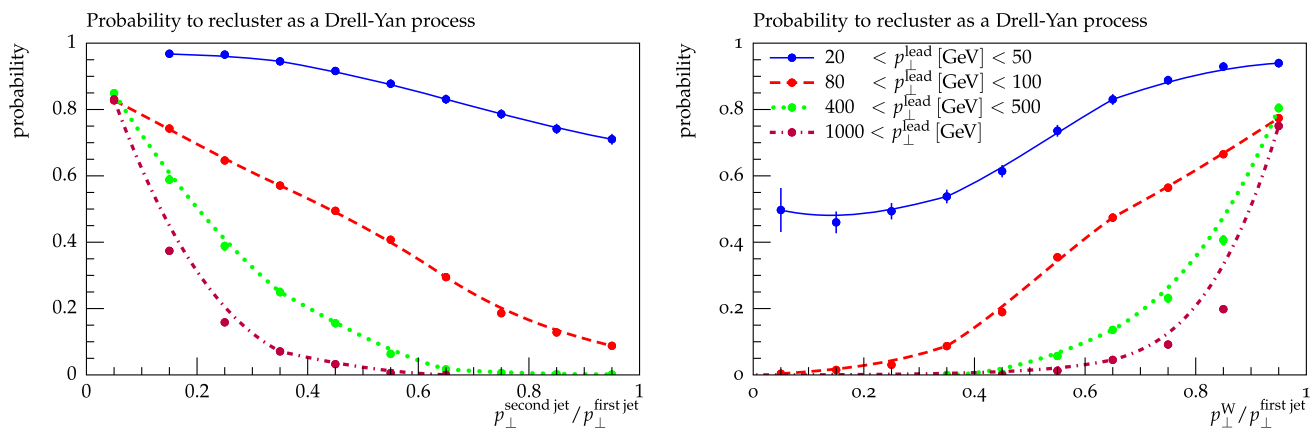 Probability to recluster as a Drell-Yan process
probability
1
0.8
0.6
0.4
0.2
0
0 0.2 0.4 0.6 0.8 1
p⊥^second jet / p⊥^first jet
Probability to recluster as a Drell-Yan process
probability
1
0.8
0.6
0.4
0.2
0
20 < p⊥^lead [GeV] < 50
80 < p⊥^lead [GeV] < 100
400 < p⊥^lead [GeV] < 500
1000 < p⊥^lead [GeV]
0 0.2 0.4 0.6 0.8 1
p⊥^W / p⊥^first jet